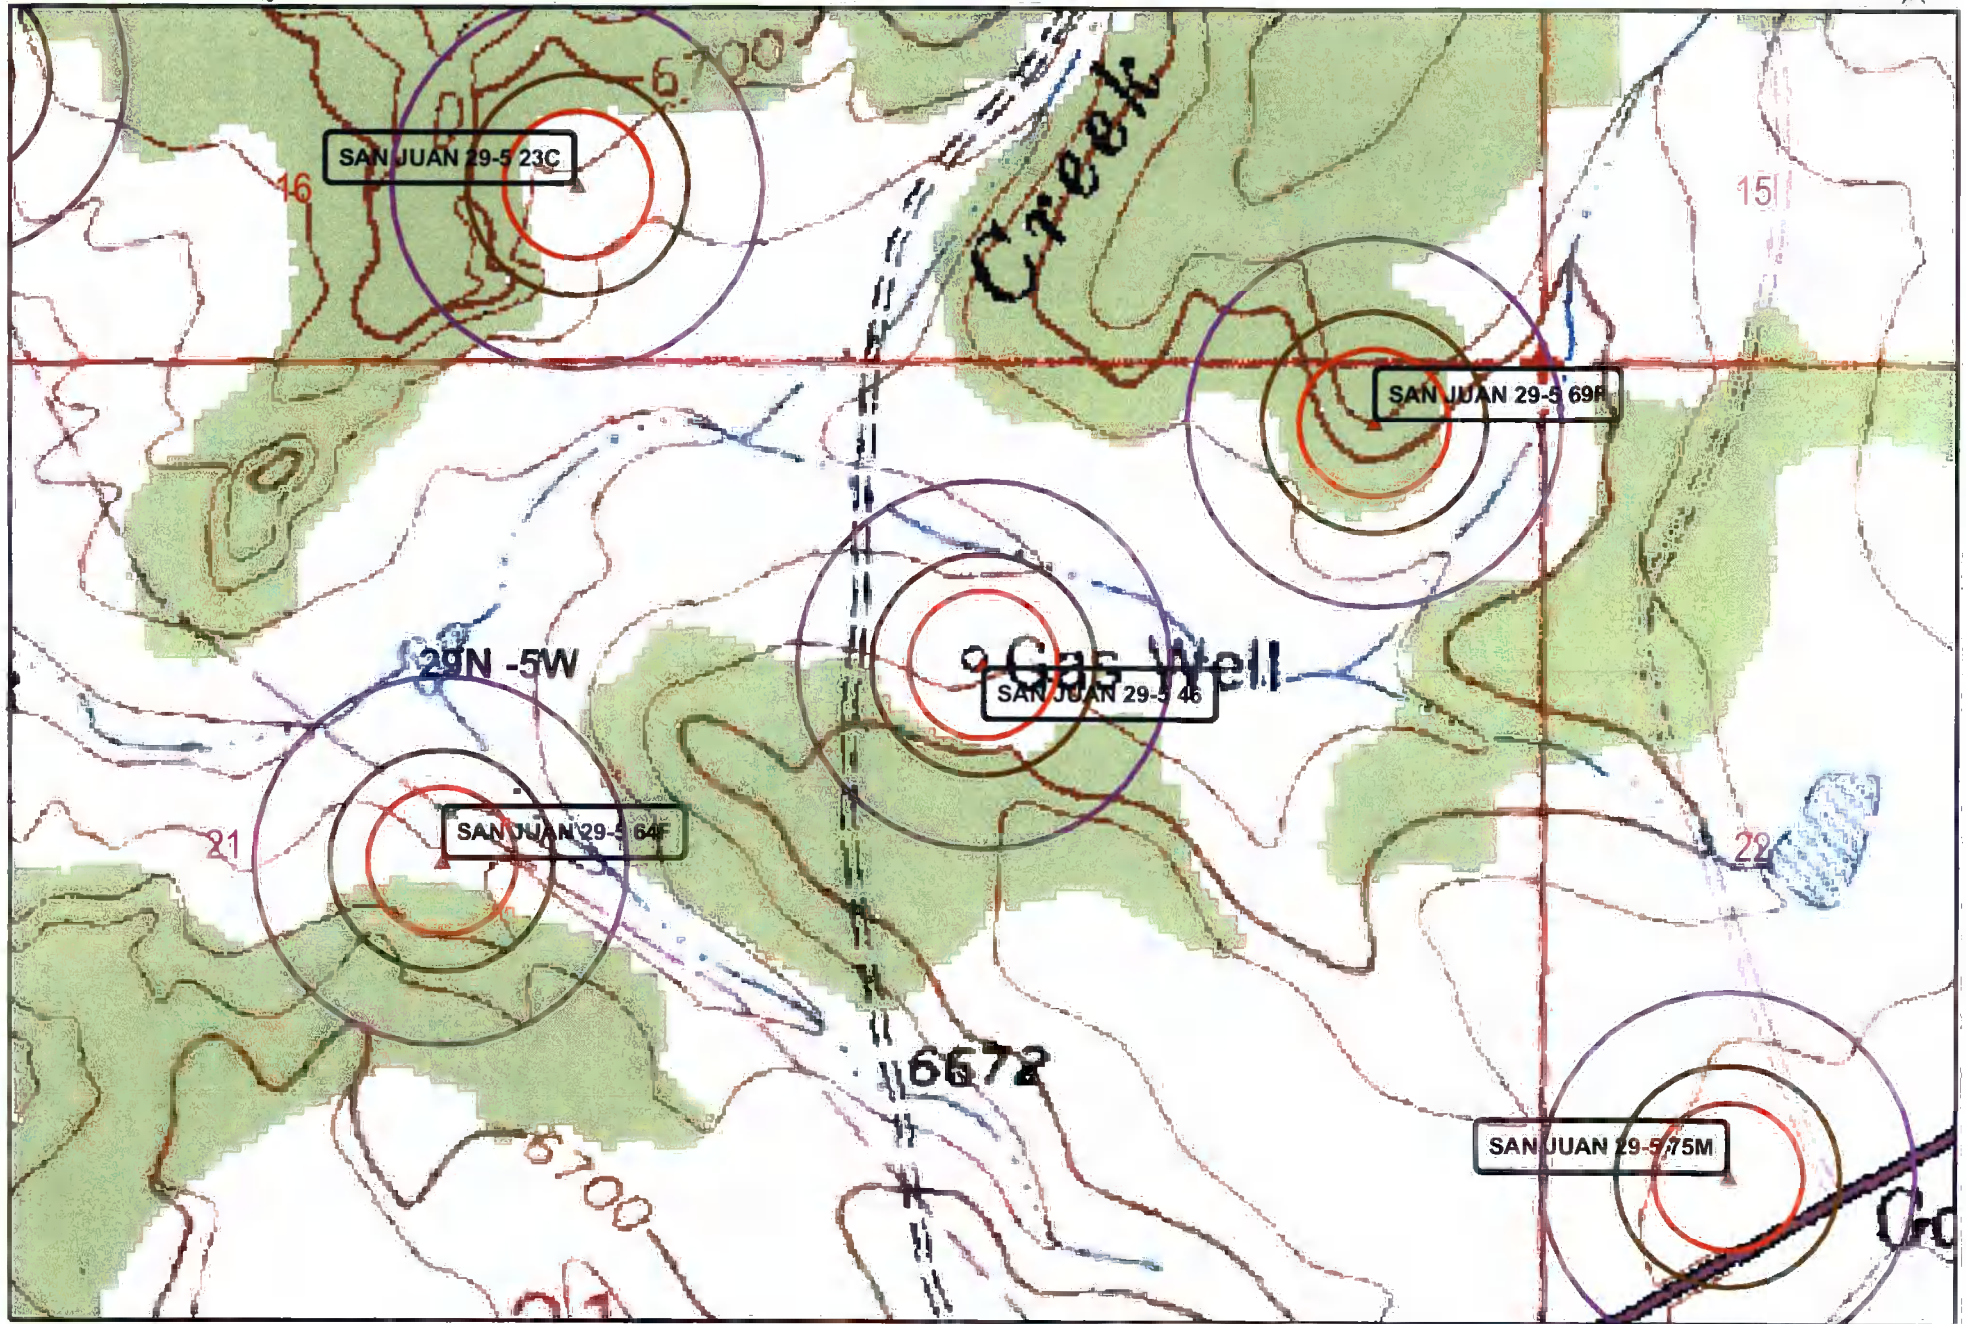 6700
Creek
SAN JUAN 29-5 23C
16
15
SAN JUAN 29-5
29N -5W
Gas Well
SAN JUAN 29-5 46
SAN JUAN 29-5 64F
21
22
6672
SAN JUAN 29-5 75M
6700
21